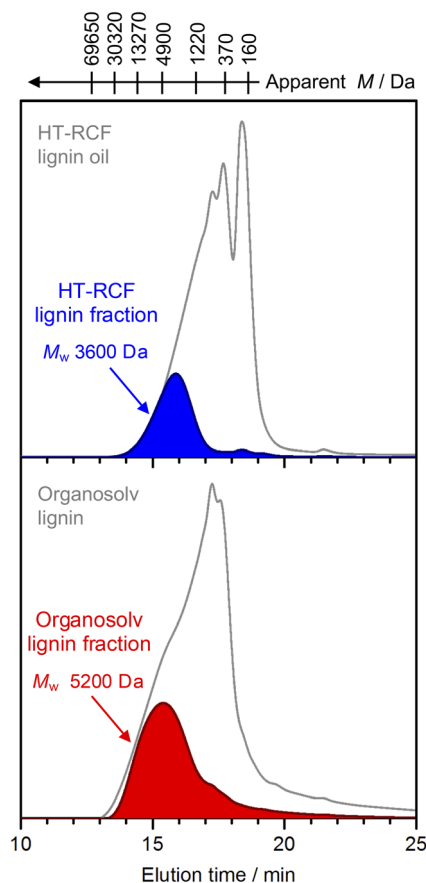 69650
30320
13270
4900
1220
370
160
Apparent M / Da
HT-RCF
lignin oil
HT-RCF
lignin fraction
Mw 3600 Da
Organosolv
lignin
Organosolv
lignin fraction
Mw 5200 Da
10 15 20 25
Elution time / min